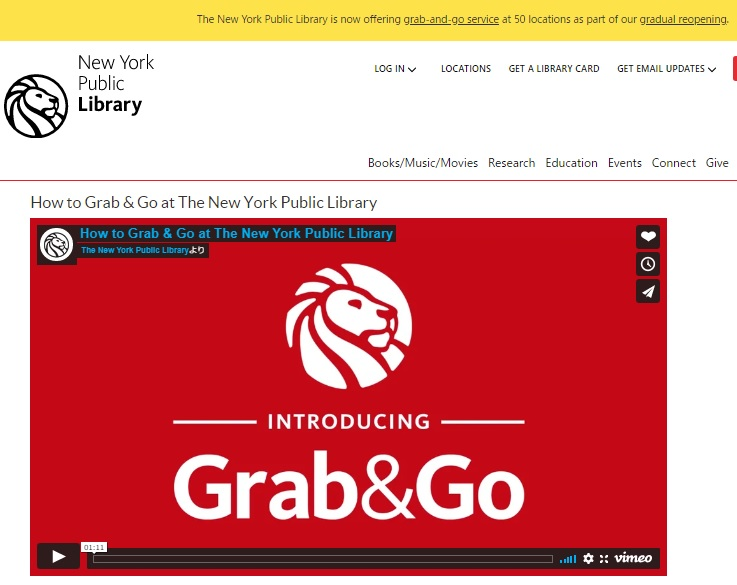 The New York Public Library is now offering grab-and-go service at 50 locations as part of our gradual reopening.
New York
Public
Library
LOG IN LOCATIONS GET A LIBRARY CARD GET EMAIL UPDATES
Books/Music/Movies Research Education Events Connect Give
How to Grab & Go at The New York Public Library
How to Grab & Go at The New York Public Library
The New York Public Libraryより
INTRODUCING
Grab&Go
01:11
vimeo